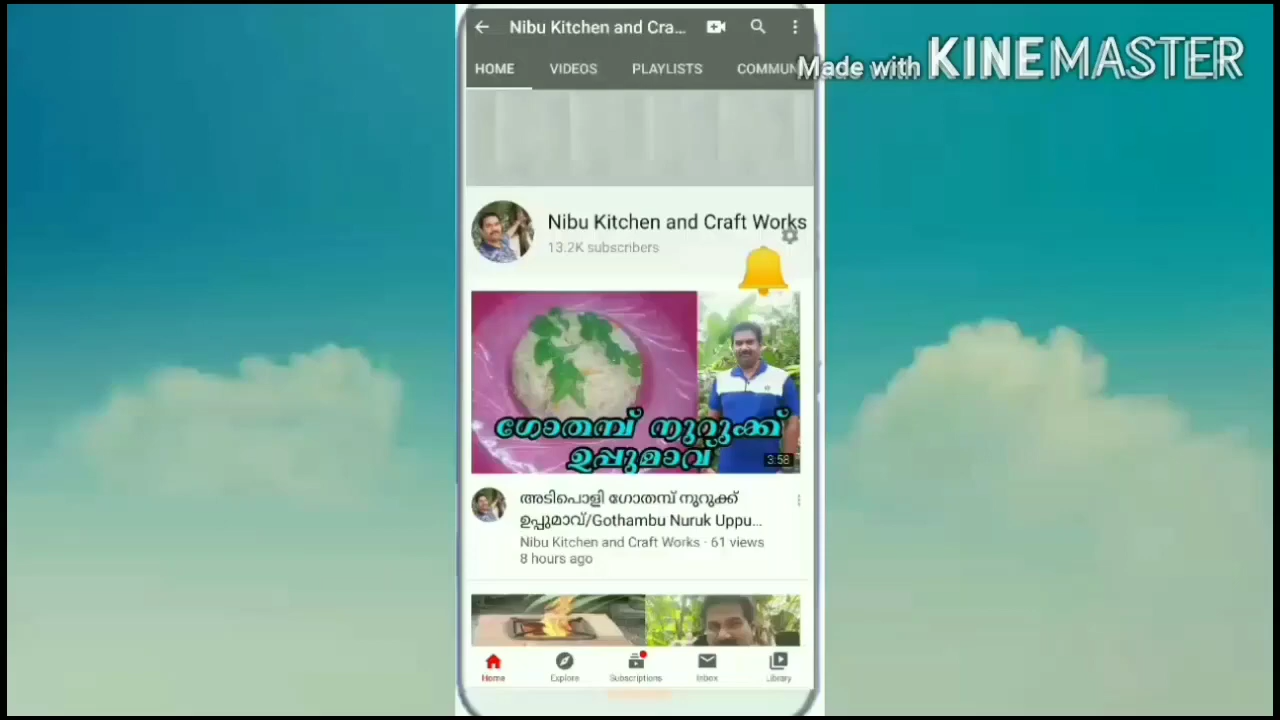 Nibu Kitchen and Cra...
HOME VIDEOS PLAYLISTS COMMUN
Made with KINEMASTER
Nibu Kitchen and Craft Works
13.2K subscribers
ഗോതമ്പ് നുറുക്ക്
ഉപ്പുമാവ്
3:58
അടിപൊളി ഗോതമ്പ് നുറുക്ക്
ഉപ്പുമാവ്/Gothambu Nuruk Uppu...
Nibu Kitchen and Craft Works · 61 views
8 hours ago
Home Explore Subscriptions Inbox Library